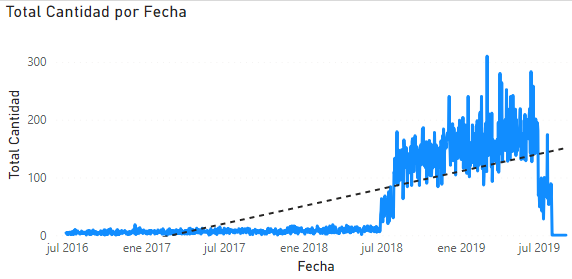 Total Cantidad por Fecha
300
200
100
0
Total Cantidad
jul 2016 ene 2017 jul 2017 ene 2018 jul 2018 ene 2019 jul 2019
Fecha